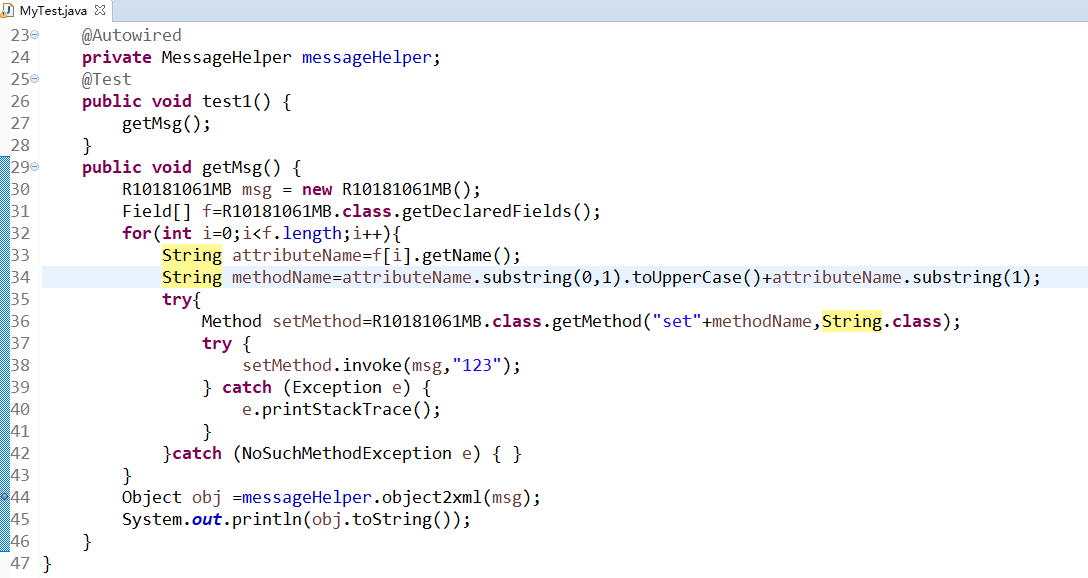 MyTest.java
23 @Autowired
24 private MessageHelper messageHelper;
25 @Test
26 public void test1() {
27 getMsg();
28 }
29 public void getMsg() {
30 R10181061MB msg = new R10181061MB();
31 Field[] f=R10181061MB.class.getDeclaredFields();
32 for(int i=0;i<f.length;i++){
33 String attributeName=f[i].getName();
34 String methodName=attributeName.substring(0,1).toUpperCase()+attributeName.substring(1);
35 try{
36 Method setMethod=R10181061MB.class.getMethod("set"+methodName,String.class);
37 try {
38 setMethod.invoke(msg,"123");
39 } catch (Exception e) {
40 e.printStackTrace();
41 }
42 }catch (NoSuchMethodException e) { }
43 }
44 Object obj =messageHelper.object2xml(msg);
45 System.out.println(obj.toString());
46 }
47 }